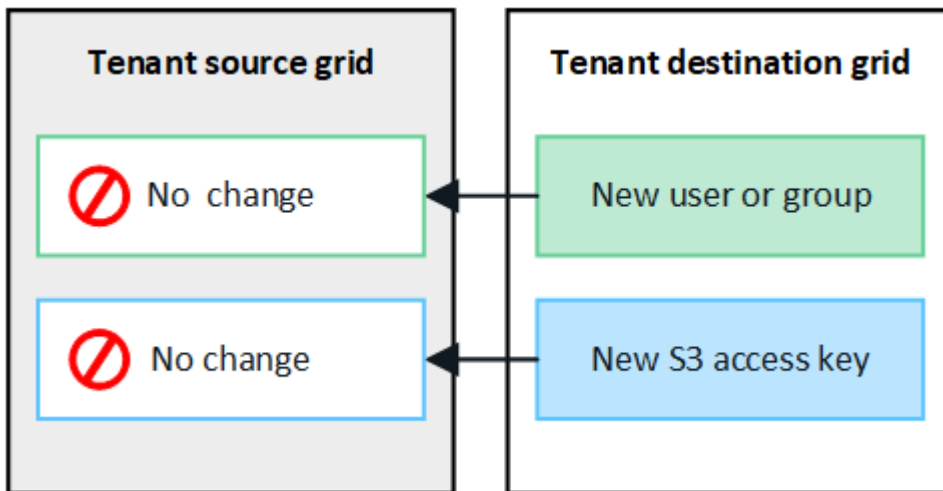 Tenant source grid
Tenant destination grid
No change
New user or group
No change
New S3 access key